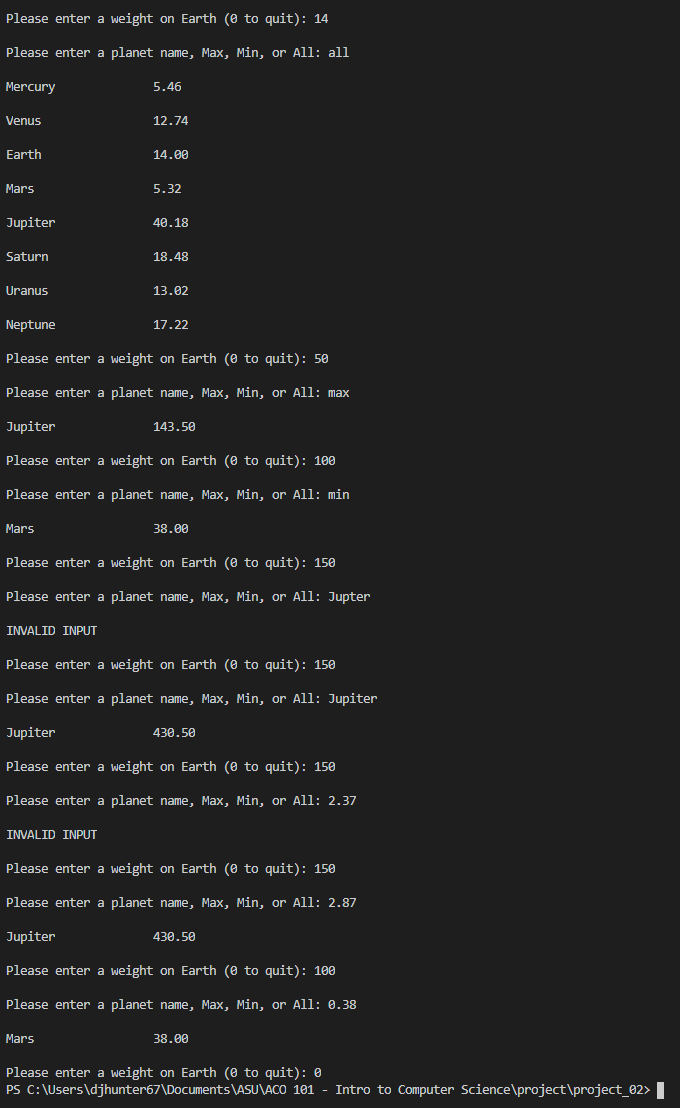 Please enter a weight on Earth (0 to quit): 14
Please enter a planet name, Max, Min, or All: all
Mercury 5.46
Venus 12.74
Earth 14.00
Mars 5.32
Jupiter 40.18
Saturn 18.48
Uranus 13.02
Neptune 17.22
Please enter a weight on Earth (0 to quit): 50
Please enter a planet name, Max, Min, or All: max
Jupiter 143.50
Please enter a weight on Earth (0 to quit): 100
Please enter a planet name, Max, Min, or All: min
Mars 38.00
Please enter a weight on Earth (0 to quit): 150
Please enter a planet name, Max, Min, or All: Jupter
INVALID INPUT
Please enter a weight on Earth (0 to quit): 150
Please enter a planet name, Max, Min, or All: Jupiter
Jupiter 430.50
Please enter a weight on Earth (0 to quit): 150
Please enter a planet name, Max, Min, or All: 2.37
INVALID INPUT
Please enter a weight on Earth (0 to quit): 150
Please enter a planet name, Max, Min, or All: 2.87
Jupiter 430.50
Please enter a weight on Earth (0 to quit): 100
Please enter a planet name, Max, Min, or All: 0.38
Mars 38.00
Please enter a weight on Earth (0 to quit): 0
PS C:\Users\djhunter67\Documents\ASU\ACO 101 - Intro to Computer Science\project\project_02>